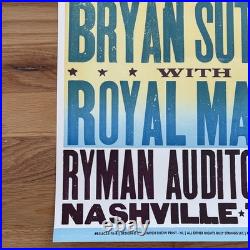 BRYAN SUT
★ ★ ★ WITH
ROYAL MA
RYMAN AUDITO
NASHVILLE